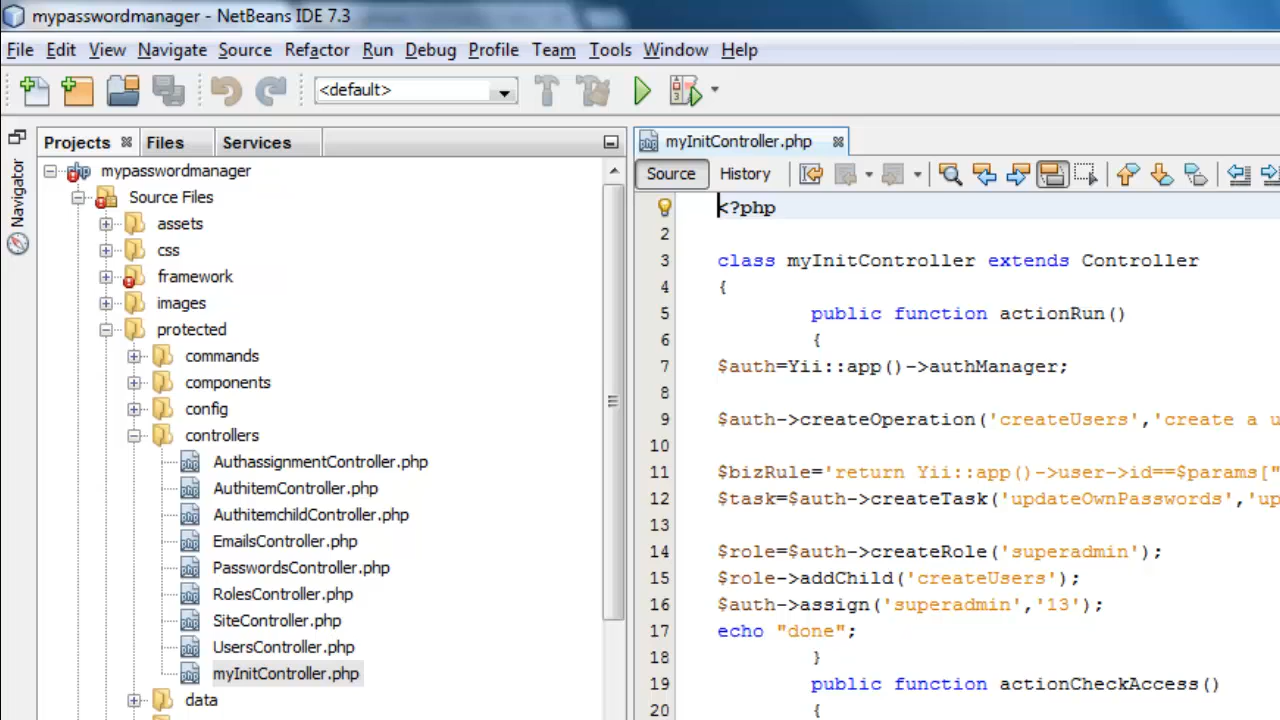 mypasswordmanager - NetBeans IDE 7.3
File Edit View Navigate Source Refactor Run Debug Profile Team Tools Window Help
<default>
Projects Files Services
Navigator
mypasswordmanager
Source Files
assets
css
framework
images
protected
commands
components
config
controllers
AuthassignmentController.php
AuthitemController.php
AuthitemchildController.php
EmailsController.php
PasswordsController.php
RolesController.php
SiteController.php
UsersController.php
myInitController.php
data
myInitController.php
Source History
<?php
2
3 class myInitController extends Controller
4 {
5 public function actionRun()
6 {
7 $auth=Yii::app()->authManager;
8
9 $auth->createOperation('createUsers','create a u
10
11 $bizRule='return Yii::app()->user->id==$params["
12 $task=$auth->createTask('updateOwnPasswords','up
13
14 $role=$auth->createRole('superadmin');
15 $role->addChild('createUsers');
16 $auth->assign('superadmin','13');
17 echo "done";
18 }
19 public function actionCheckAccess()
20 {